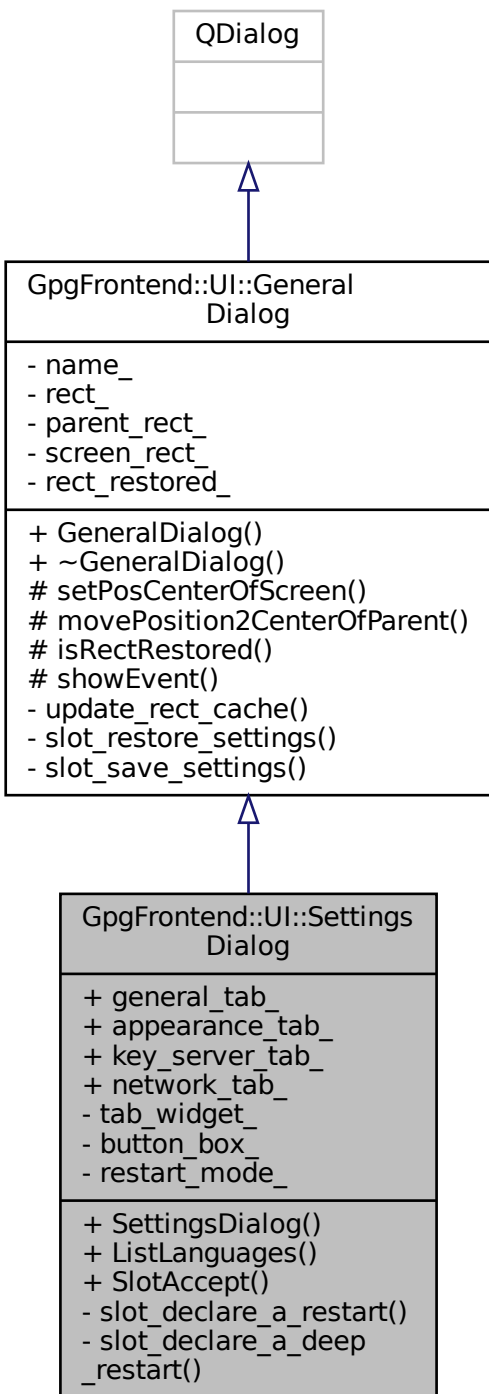 QDialog
GpgFrontend::UI::General
Dialog
- name_
- rect_
- parent_rect_
- screen_rect_
- rect_restored_
+ GeneralDialog()
+ ~GeneralDialog()
# setPosCenterOfScreen()
# movePosition2CenterOfParent()
# isRectRestored()
# showEvent()
- update_rect_cache()
- slot_restore_settings()
- slot_save_settings()
GpgFrontend::UI::Settings
Dialog
+ general_tab_
+ appearance_tab_
+ key_server_tab_
+ network_tab_
- tab_widget_
- button_box_
- restart_mode_
+ SettingsDialog()
+ ListLanguages()
+ SlotAccept()
- slot_declare_a_restart()
- slot_declare_a_deep
_restart()